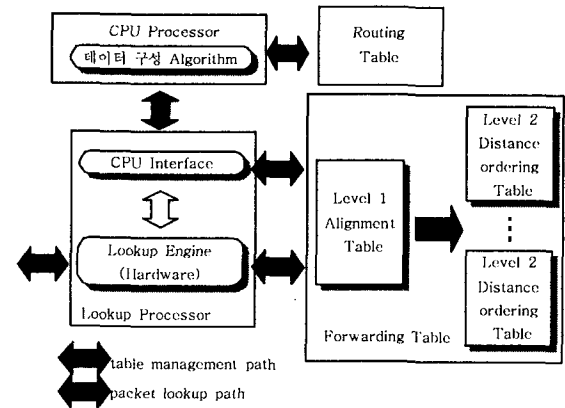 CPU Processor
데이터 구성 Algorithm
Routing
Table
CPU Interface
Lookup Engine
(Hardware)
Lookup Processor
Level 1
Alignment
Table
Level 2
Distance
ordering
Table
Level 2
Distance
ordering
Table
Forwarding Table
table management path
packet lookup path